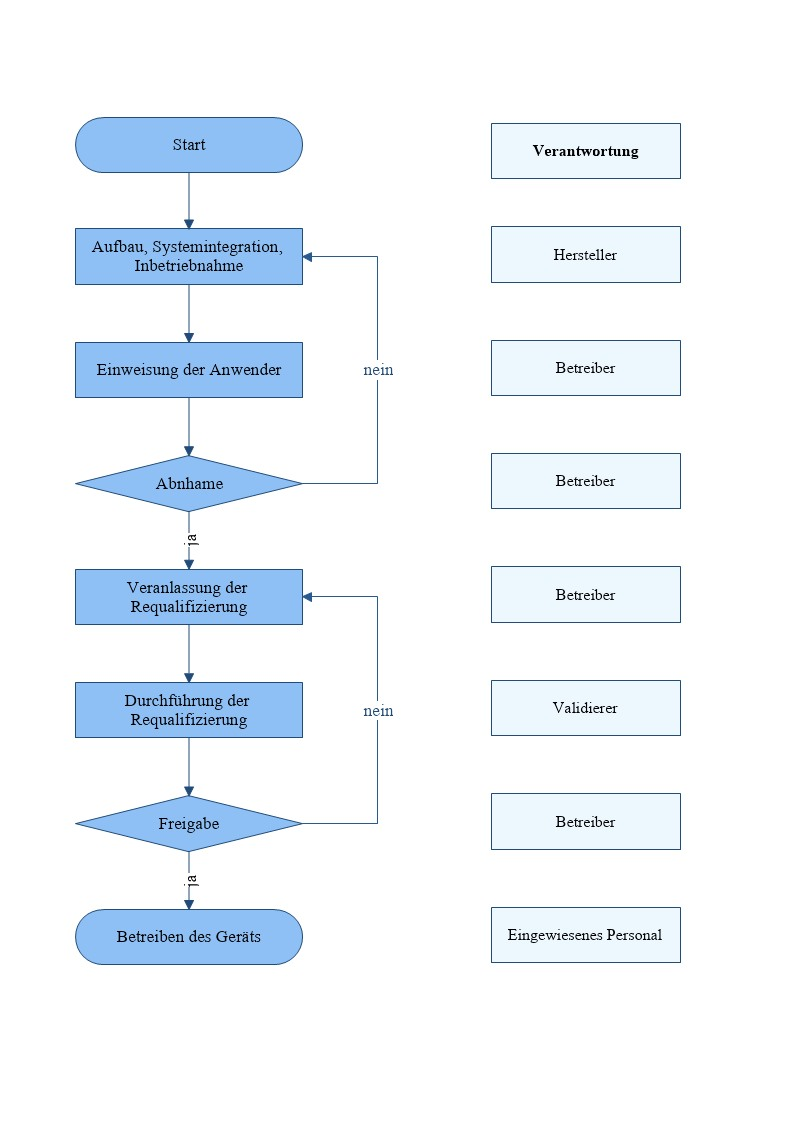 Start
Verantwortung
Aufbau, Systemintegration,
Inbetriebnahme
Hersteller
Einweisung der Anwender
nein
Betreiber
Abnhame
Betreiber
ja
Veranlassung der
Requalifizierung
Betreiber
Durchführung der
Requalifizierung
nein
Validierer
Freigabe
Betreiber
ja
Betreiben des Geräts
Eingewiesenes Personal